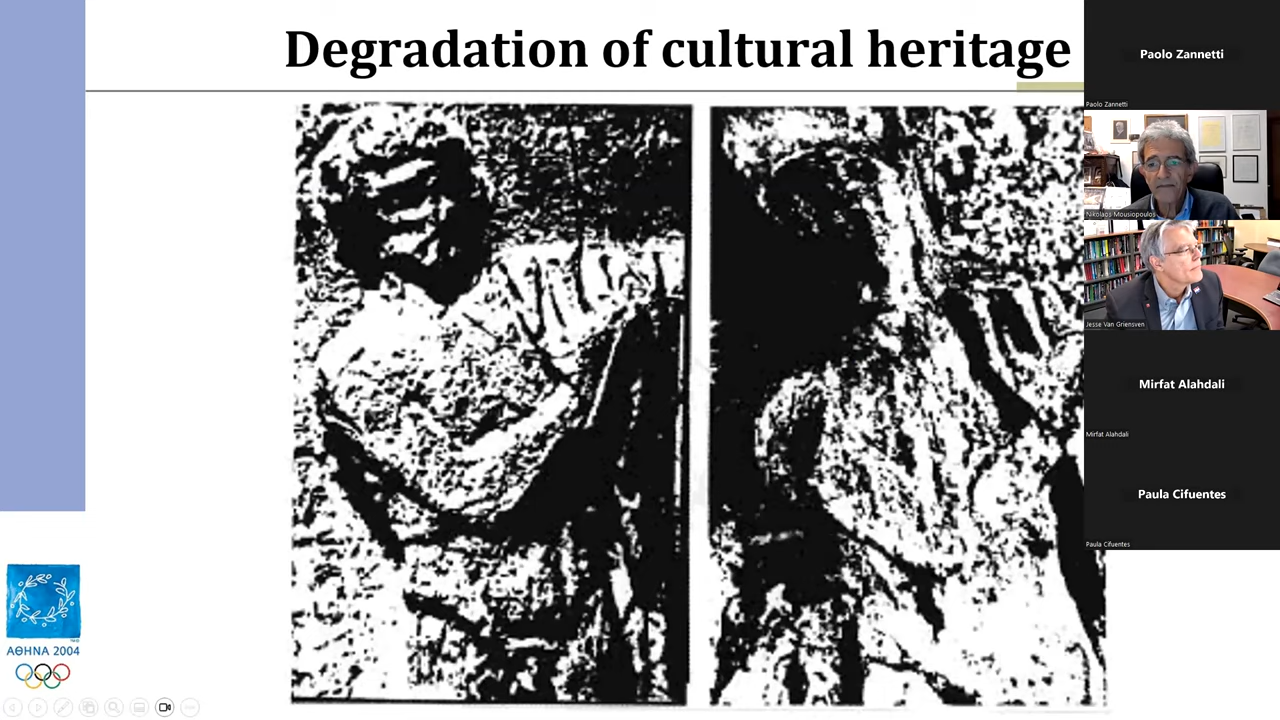 Degradation of cultural heritage
Paolo Zannetti
Paolo Zannetti
Nikolaos Mousiopoulos
Jesse Van Griensven
Mirfat Alahdali
Mirfat Alahdali
Paula Cifuentes
Paula Cifuentes
ΑΘΗΝΑ 2004